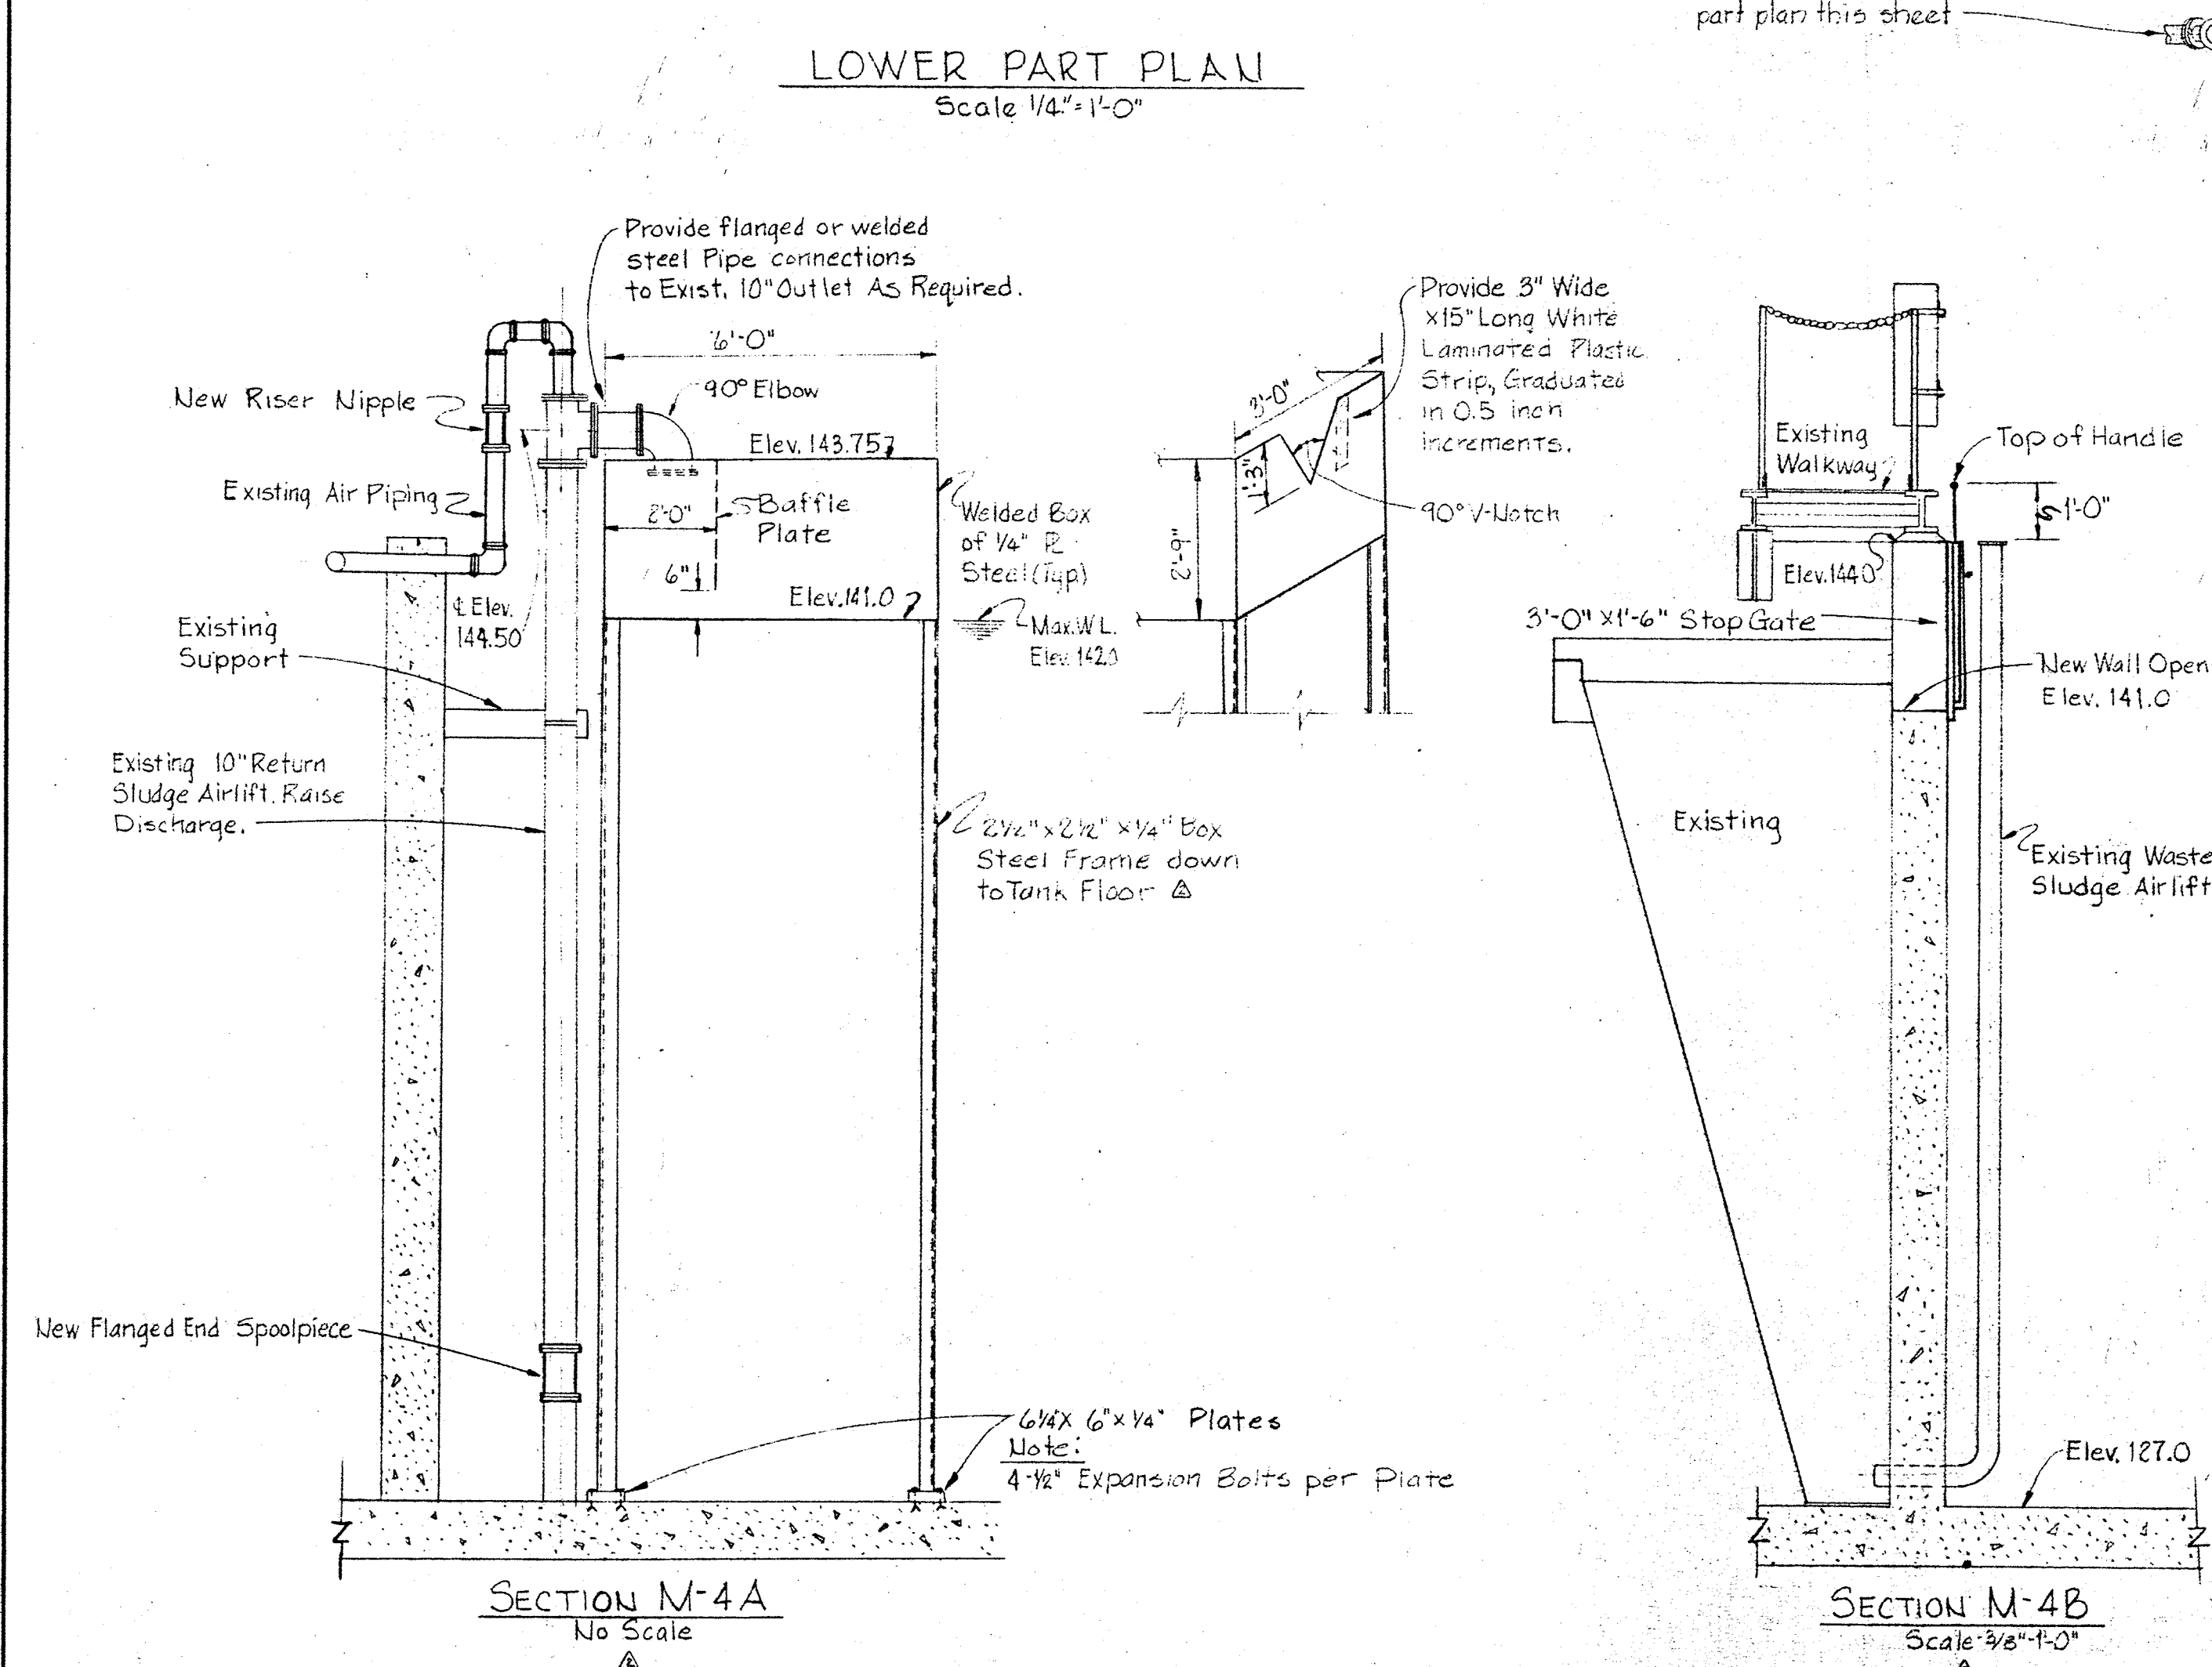 part plan this sheet
LOWER PART PLAN
Scale 1/4"=1'-0"
Provide flanged or welded
steel Pipe connections
to Exist. 10" Outlet As Required.
6'-0"
90° Elbow
New Riser Nipple
Elev. 143.75
Existing Air Piping
2'-0"
Baffle
Plate
6"
Elev. 141.0
Welded Box
of 1/4" PL
Steel (Typ)
℄ Elev.
144.50
Max. W.L.
Elev. 142.0
Existing
Support
Existing 10" Return
Sludge Airlift. Raise
Discharge.
2 1/2" x 2 1/2" x 1/4" Box
Steel Frame down
to Tank Floor
New Flanged End Spoolpiece
6 1/4 X 6" x 1/4" Plates
Note:
4-1/2" Expansion Bolts per Plate
SECTION M-4A
No Scale
Provide 3" Wide
x15" Long White
Laminated Plastic
Strip, Graduated
in 0.5 inch
increments.
3'-0"
1'-3"
2'-9"
90° V-Notch
Existing
Walkway
Top of Handle
1'-0"
Elev. 144.0
3'-0" X 1'-6" Stop Gate
New Wall Open
Elev. 141.0
Existing
Existing Waste
Sludge Airlift
Elev. 127.0
SECTION M-4B
Scale-3/8"-1'-0"